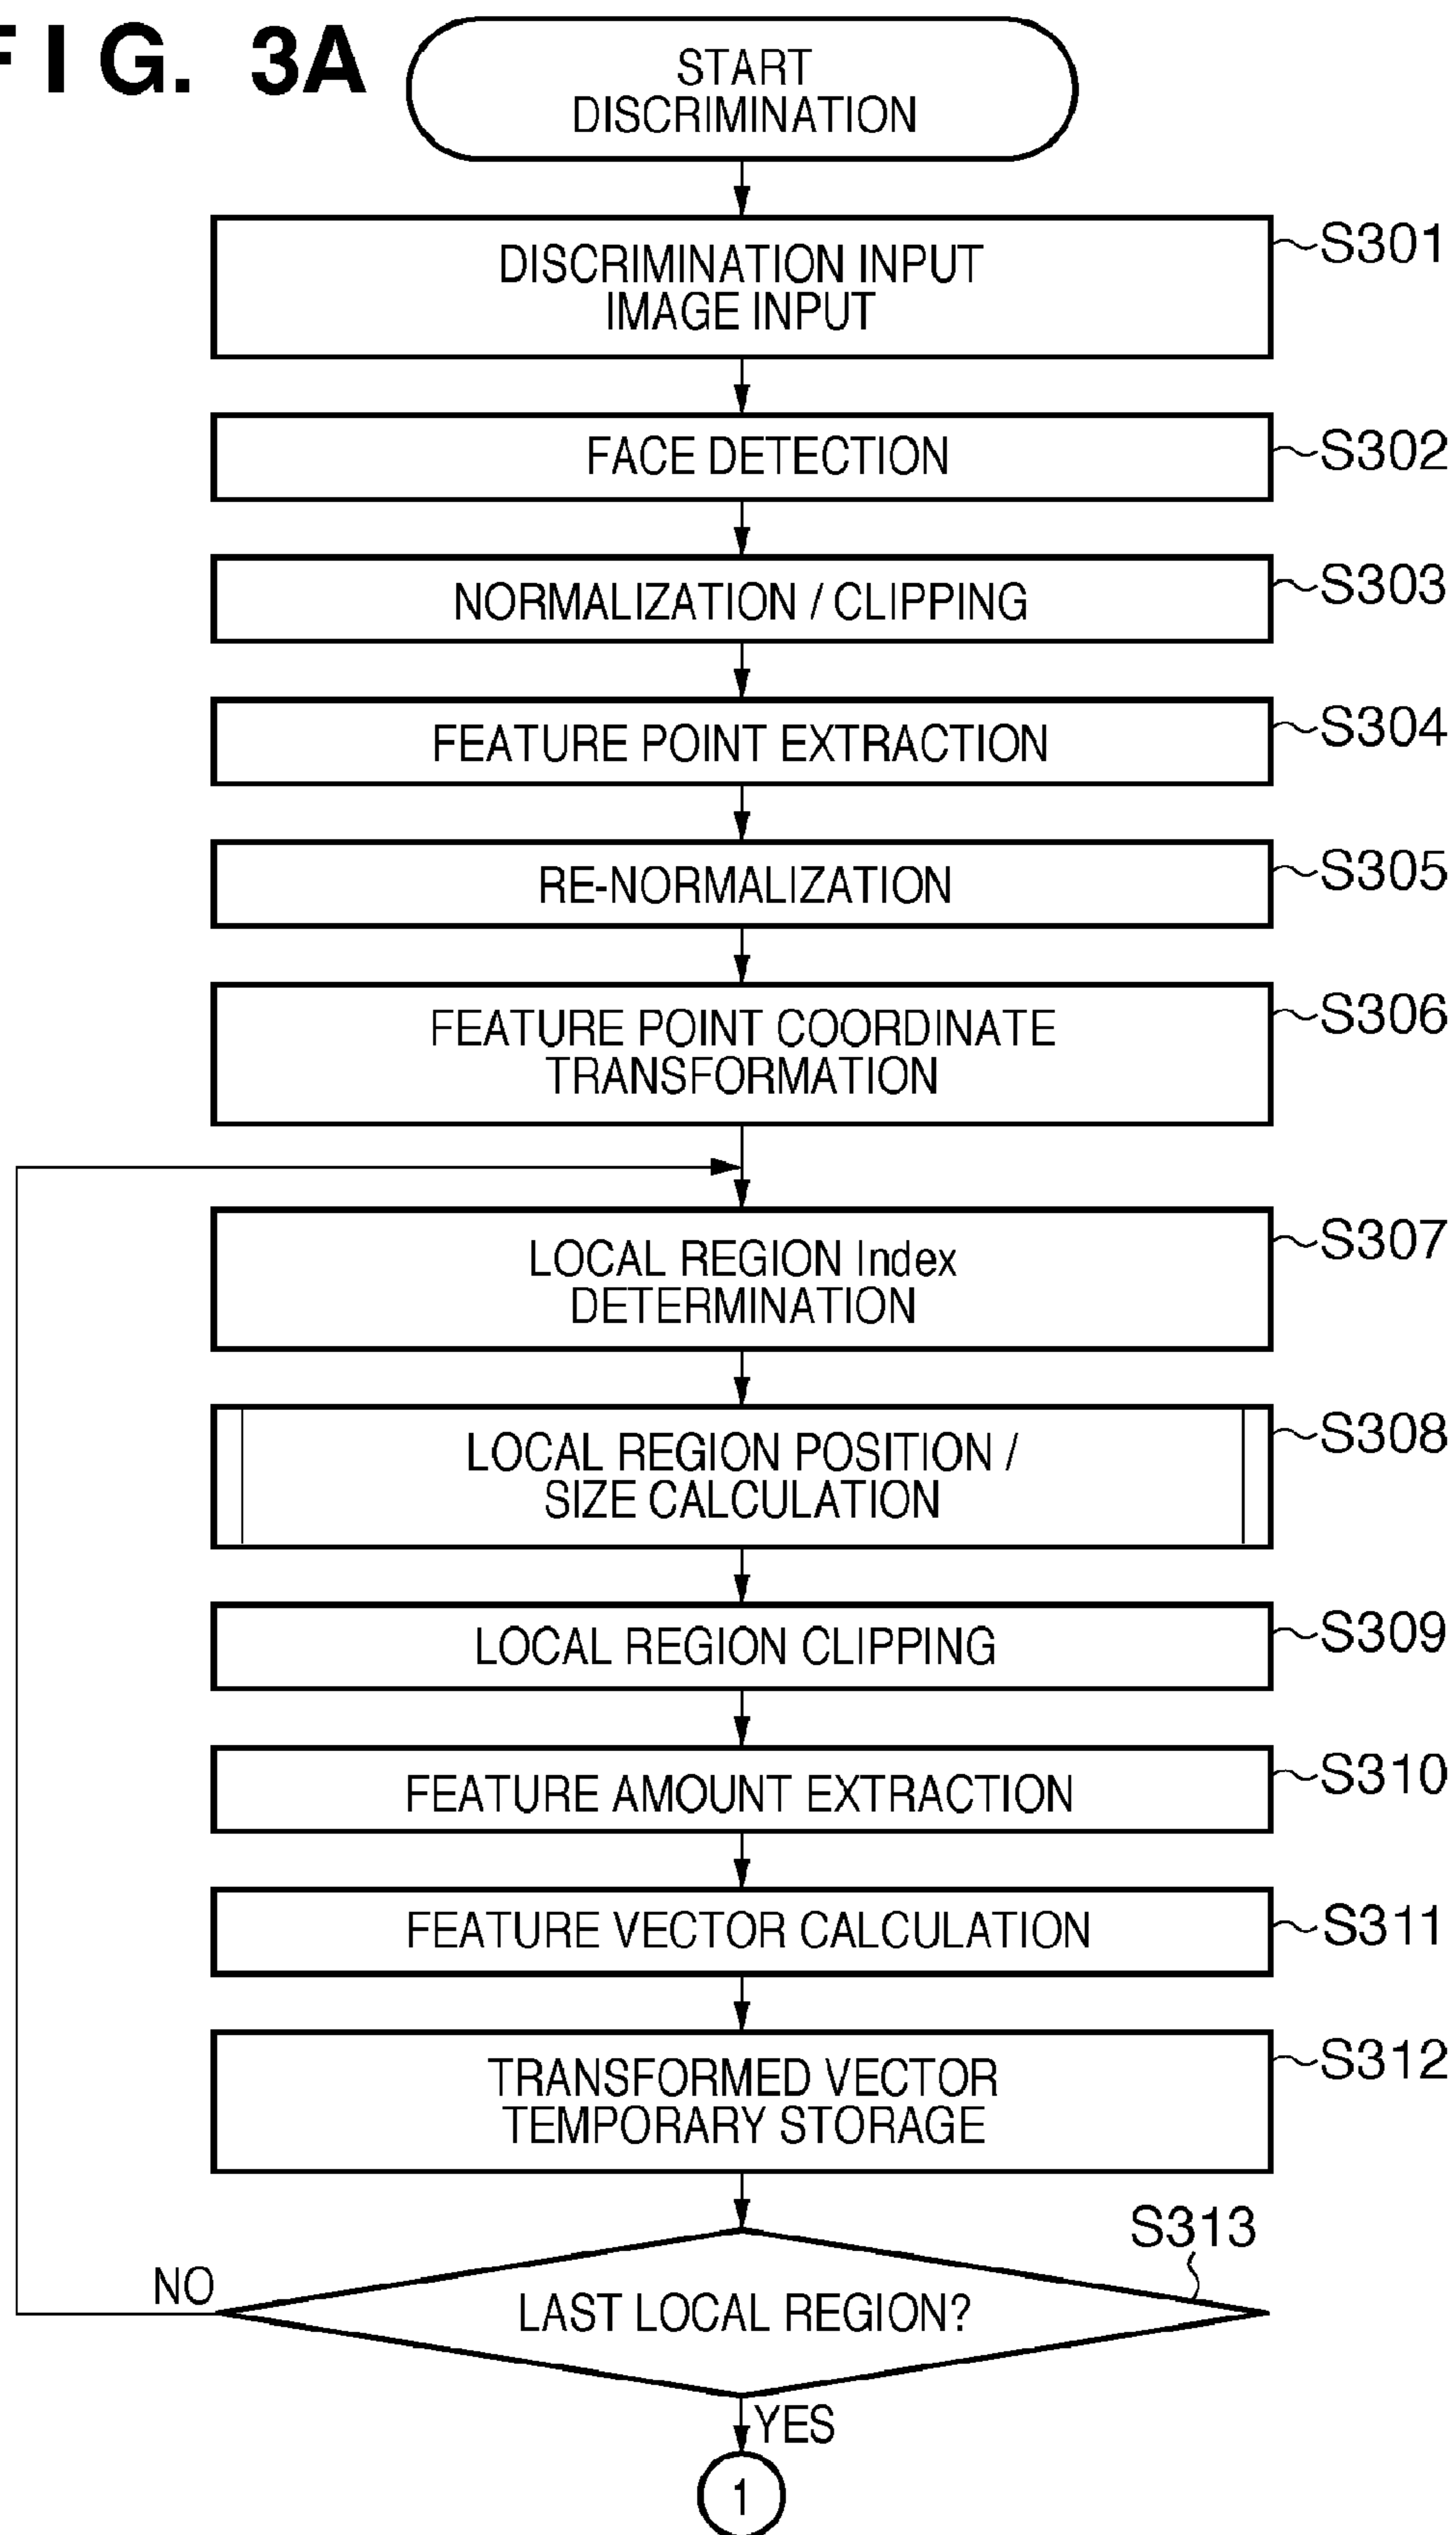 FIG. 3A
START
DISCRIMINATION
DISCRIMINATION INPUT
IMAGE INPUT
S301
FACE DETECTION
S302
NORMALIZATION / CLIPPING
S303
FEATURE POINT EXTRACTION
S304
RE-NORMALIZATION
S305
FEATURE POINT COORDINATE
TRANSFORMATION
S306
LOCAL REGION Index
DETERMINATION
S307
LOCAL REGION POSITION /
SIZE CALCULATION
S308
LOCAL REGION CLIPPING
S309
FEATURE AMOUNT EXTRACTION
S310
FEATURE VECTOR CALCULATION
S311
TRANSFORMED VECTOR
TEMPORARY STORAGE
S312
S313
NO
LAST LOCAL REGION?
YES
1